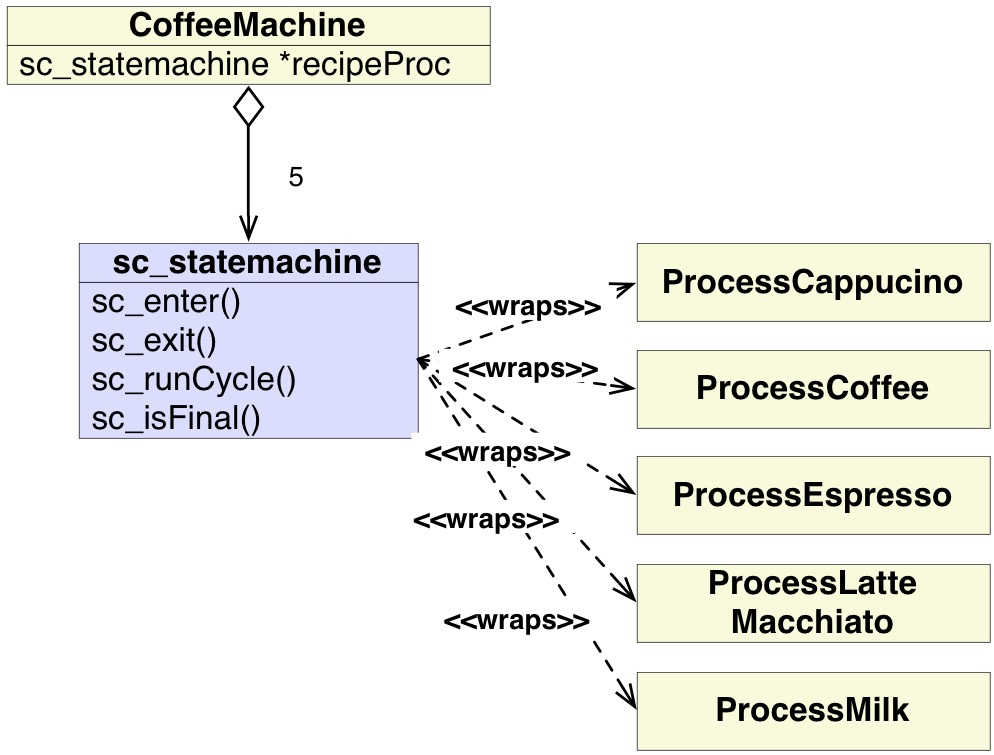 CoffeeMachine
sc_statemachine *recipeProc
5
sc_statemachine
sc_enter()
sc_exit()
sc_runCycle()
sc_isFinal()
<<wraps>>
<<wraps>>
<<wraps>>
<<wraps>>
<<wraps>>
ProcessCappucino
ProcessCoffee
ProcessEspresso
ProcessLatte
Macchiato
ProcessMilk